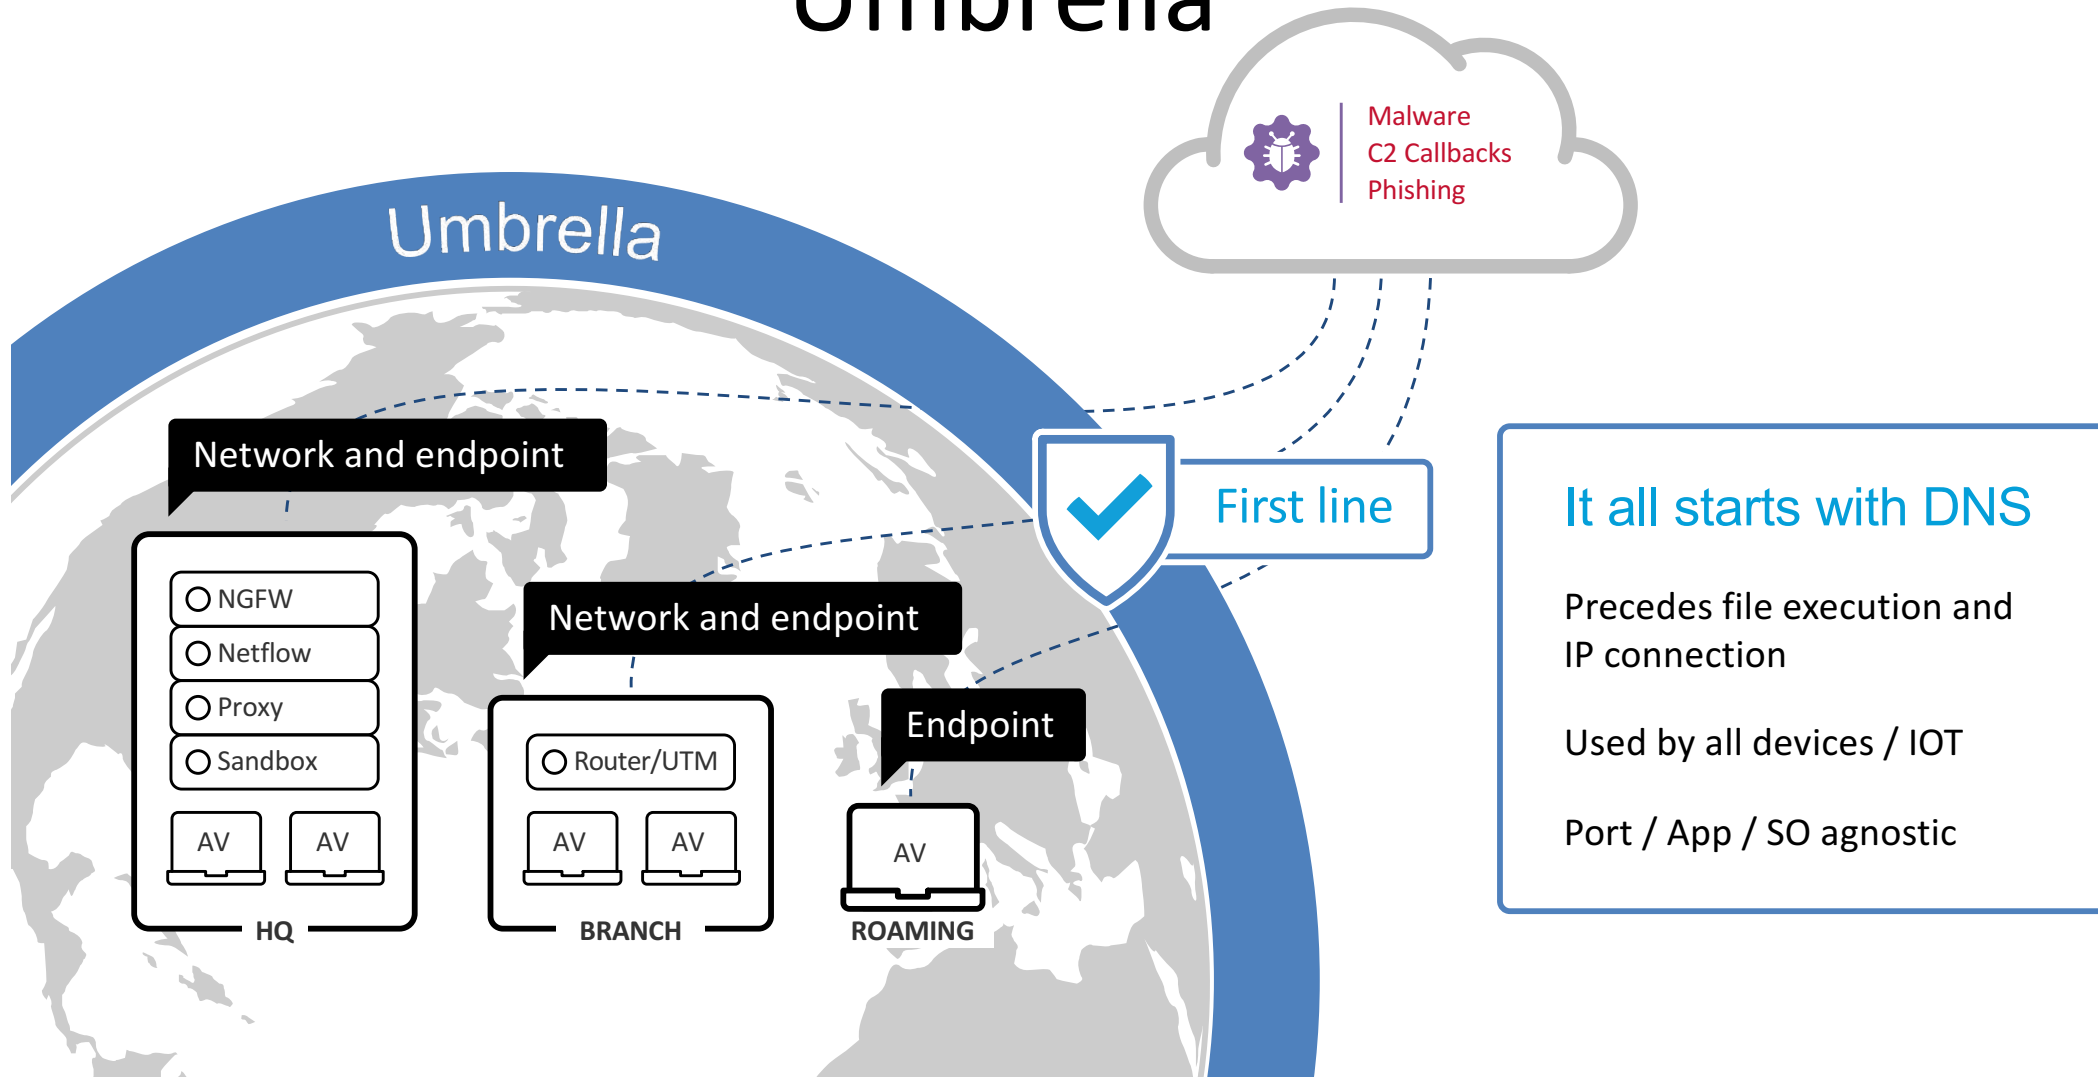 Umbrella
Malware
C2 Callbacks
Phishing
Umbrella
Network and endpoint
First line
It all starts with DNS
Precedes file execution and
IP connection
Used by all devices / IOT
Port / App / SO agnostic
NGFW
Netflow
Proxy
Sandbox
AV
AV
HQ
Network and endpoint
Router/UTM
AV
AV
BRANCH
Endpoint
AV
ROAMING